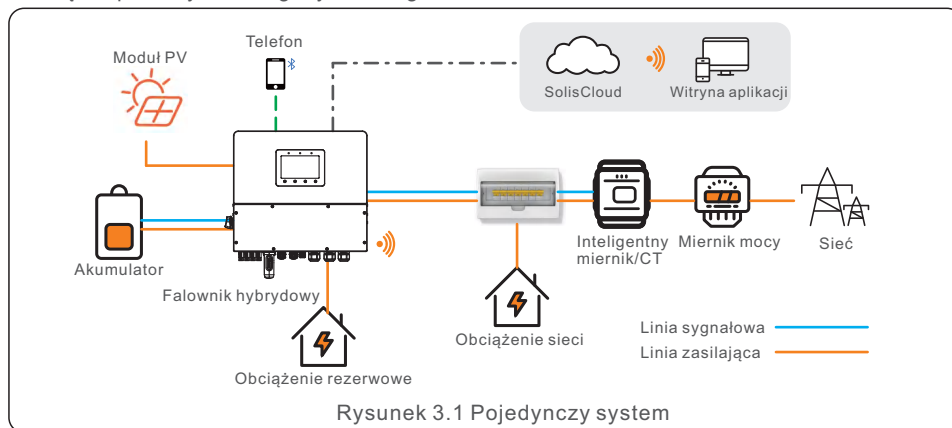 Telefon
Moduł PV
SolisCloud
Witryna aplikacji
Akumulator
Falownik hybrydowy
Inteligentny
miernik/CT
Miernik mocy
Sieć
Obciążenie sieci
Obciążenie rezerwowe
Linia sygnałowa
Linia zasilająca
Rysunek 3.1 Pojedynczy system